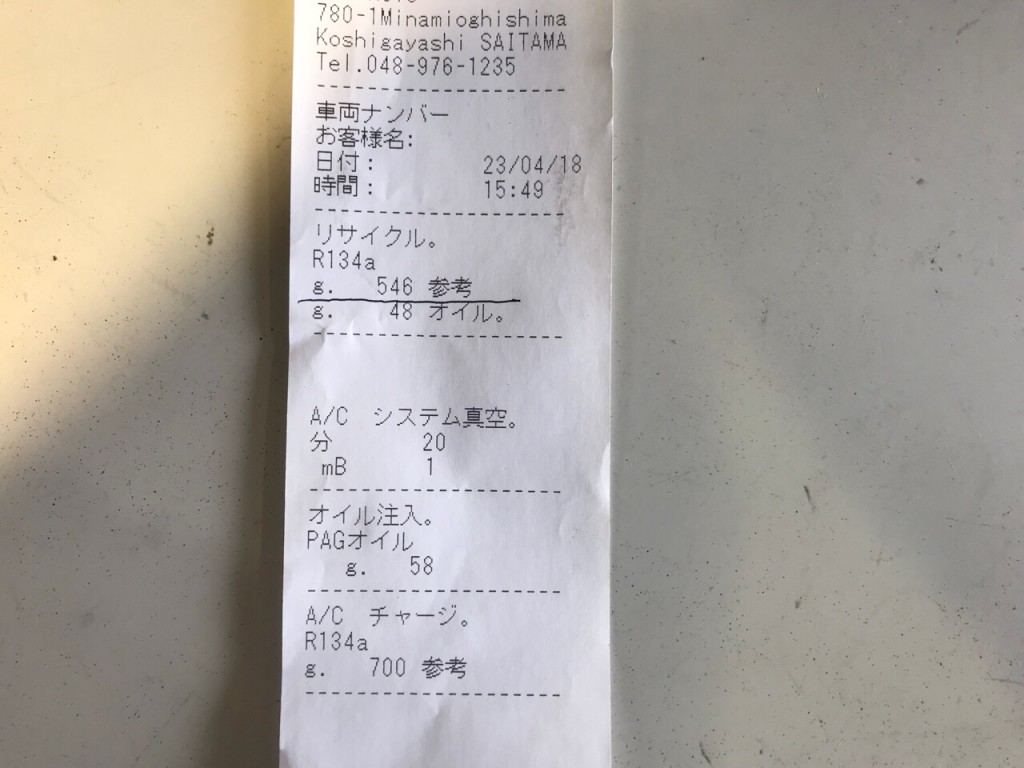 780-1Minamioghishima
Koshigayashi SAITAMA
Tel.048-976-1235
車両ナンバー
お客様名:
日付: 23/04/18
時間: 15:49
リサイクル。
R134a
g. 546 参考
g. 48 オイル。
A/C システム真空。
分 20
mB 1
オイル注入。
PAGオイル
g. 58
A/C チャージ。
R134a
g. 700 参考